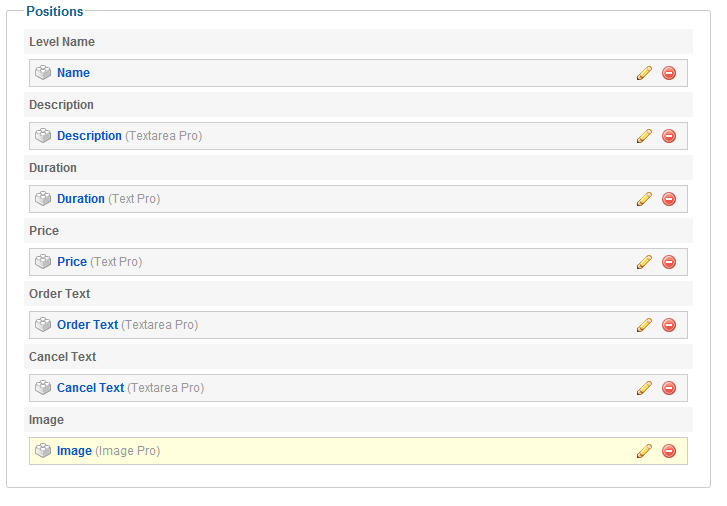 Positions
Level Name
Name
Description
Description (Textarea Pro)
Duration
Duration (Text Pro)
Price
Price (Text Pro)
Order Text
Order Text (Textarea Pro)
Cancel Text
Cancel Text (Textarea Pro)
Image
Image (Image Pro)